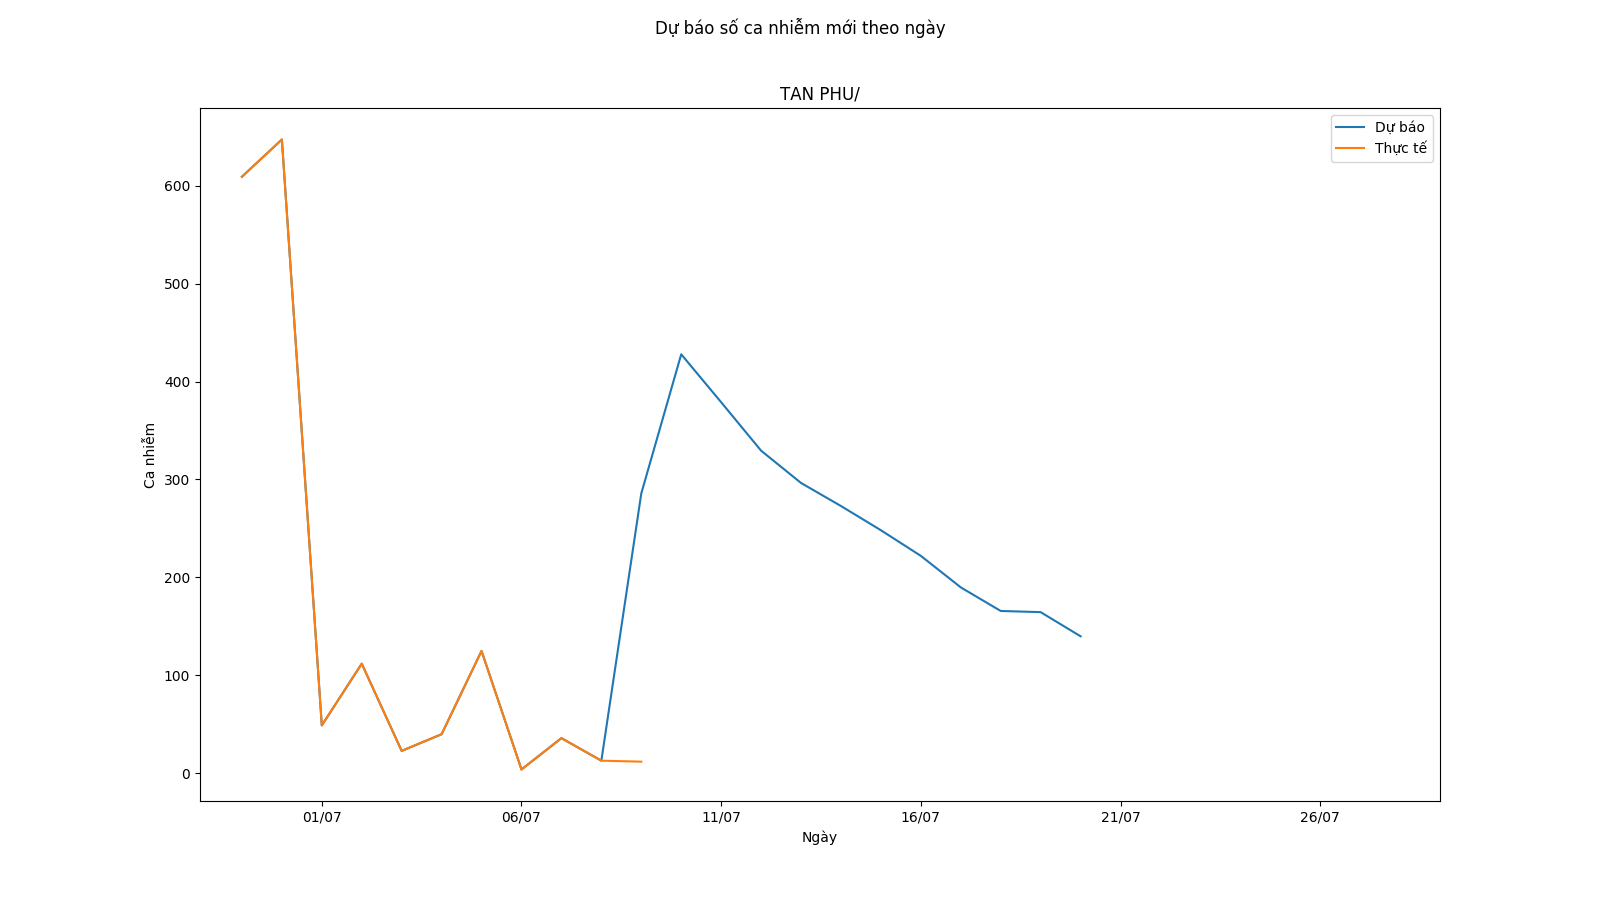 Dự báo số ca nhiễm mới theo ngày
TAN PHU/
Dự báo
Thực tế
600
500
400
300
200
100
0
Ca nhiễm
01/07
06/07
11/07
16/07
21/07
26/07
Ngày